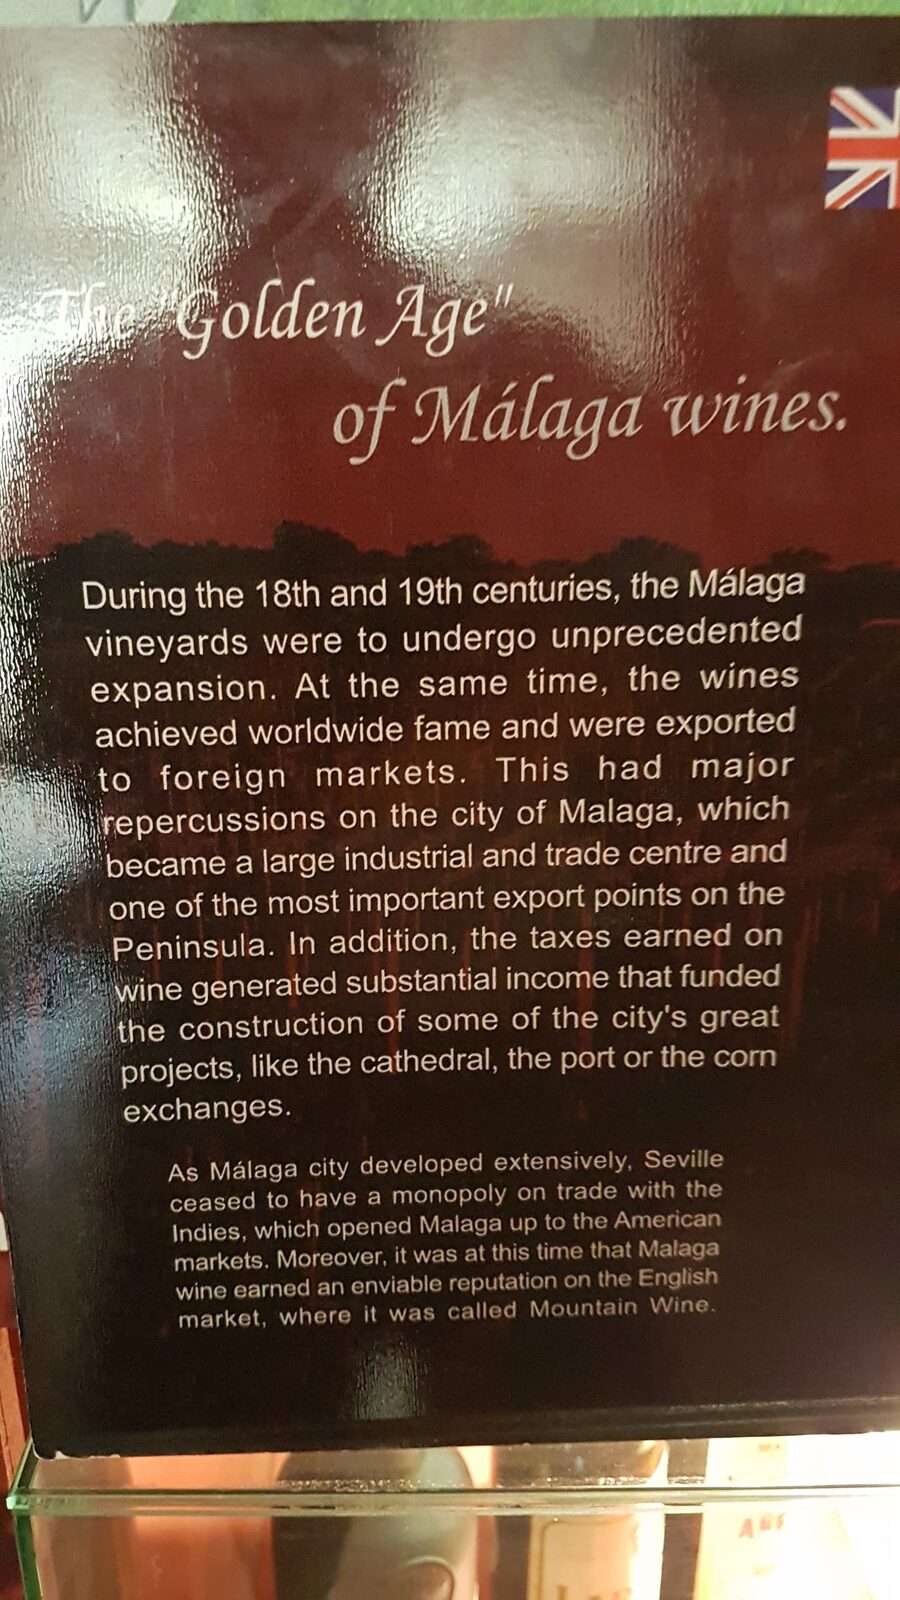 The "Golden Age"
of Málaga wines.
During the 18th and 19th centuries, the Málaga
vineyards were to undergo unprecedented
expansion. At the same time, the wines
achieved worldwide fame and were exported
to foreign markets. This had major
repercussions on the city of Malaga, which
became a large industrial and trade centre and
one of the most important export points on the
Peninsula. In addition, the taxes earned on
wine generated substantial income that funded
the construction of some of the city's great
projects, like the cathedral, the port or the corn
exchanges.
As Málaga city developed extensively, Seville
ceased to have a monopoly on trade with the
Indies, which opened Malaga up to the American
markets. Moreover, it was at this time that Malaga
wine earned an enviable reputation on the English
market, where it was called Mountain Wine.